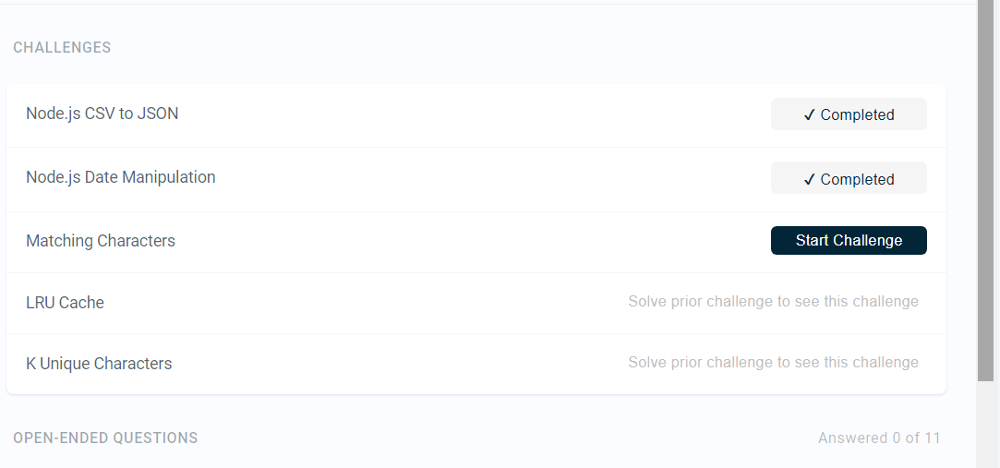 CHALLENGES
Node.js CSV to JSON
✓ Completed
Node.js Date Manipulation
✓ Completed
Matching Characters
Start Challenge
LRU Cache
Solve prior challenge to see this challenge
K Unique Characters
Solve prior challenge to see this challenge
OPEN-ENDED QUESTIONS
Answered 0 of 11